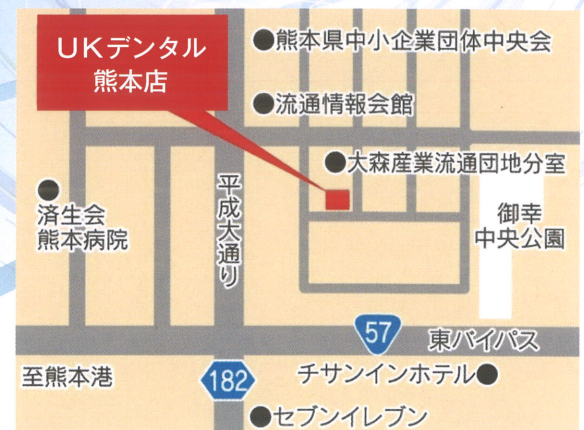 UKデンタル
熊本店
●熊本県中小企業団体中央会
●流通情報会館
●大森産業流通団地分室
済生会
熊本病院
平成大通り
御幸
中央公園
57
東バイパス
至熊本港
182
チサンインホテル●
●セブンイレブン